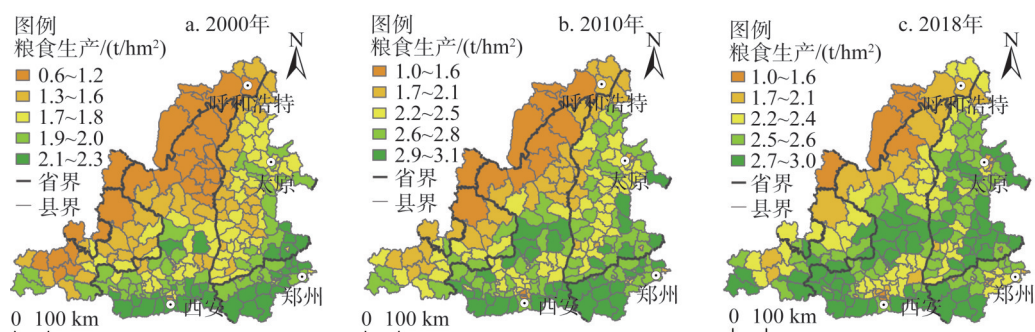 图例
a. 2000年
粮食生产/(t/hm²)
N
0.6~1.2
1.3~1.6
1.7~1.8
1.9~2.0
2.1~2.3
省界
县界
呼和浩特
太原
西安
郑州
0 100 km
图例
b. 2010年
粮食生产/(t/hm²)
N
1.0~1.6
1.7~2.1
2.2~2.5
2.6~2.8
2.9~3.1
省界
县界
呼和浩特
太原
西安
郑州
0 100 km
图例
c. 2018年
粮食生产/(t/hm²)
N
1.0~1.6
1.7~2.1
2.2~2.4
2.5~2.6
2.7~3.0
省界
县界
呼和浩特
太原
西安
郑州
0 100 km